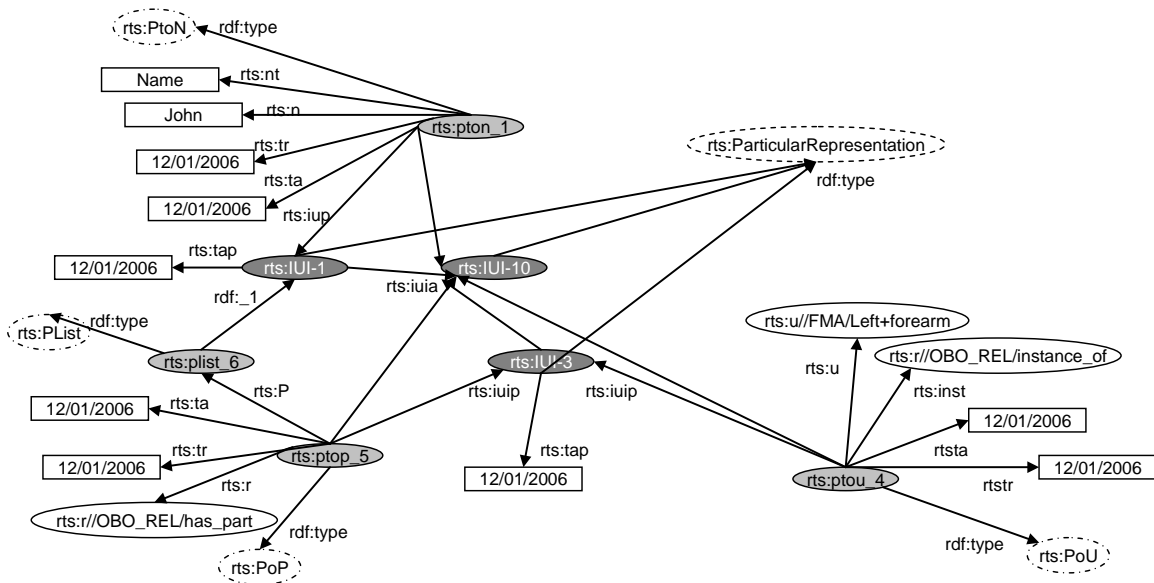 rts:PtoN
rdf:type
Name
rts:nt
John
rts:n
rts:pton_1
rts:tr
12/01/2006
rts:ParticularRepresentation
rdf:type
rts:ta
12/01/2006
rts:iup
rts:tap
12/01/2006
rts:IUI-1
rts:IUI-10
rts:iuia
rdf:_1
rdf:type
rts:PList
rts:u//FMA/Left+forearm
rts:plist_6
rts:IUI-3
rts:u
rts:r//OBO_REL/instance_of
rts:P
rts:iuip
rts:iuip
rts:inst
rts:ta
12/01/2006
12/01/2006
rtsta
rts:tr
12/01/2006
rts:ptop_5
rts:tap
12/01/2006
rts:ptou_4
rtstr
12/01/2006
rts:r
rts:r//OBO_REL/has_part
rdf:type
rts:PoP
rdf:type
rts:PoU